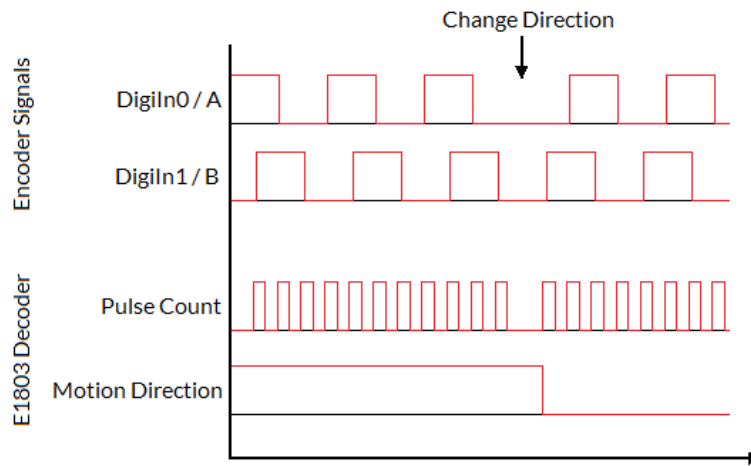 Change Direction
Encoder Signals
DigiIn0 / A
DigiIn1 / B
E1803 Decoder
Pulse Count
Motion Direction